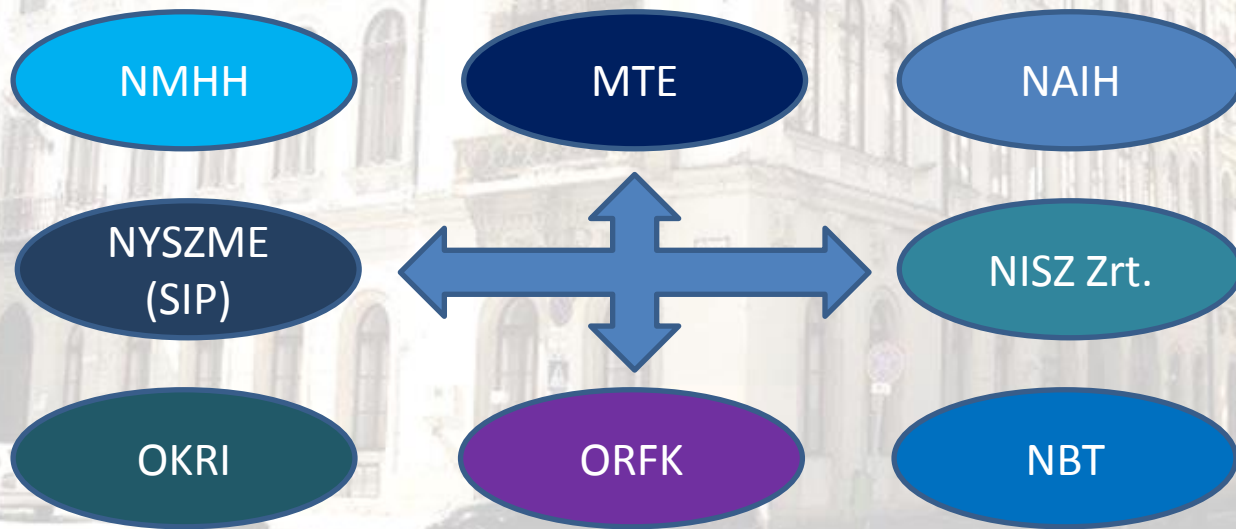 NMHH
MTE
NAIH
NYSZME
(SIP)
NISZ Zrt.
OKRI
ORFK
NBT